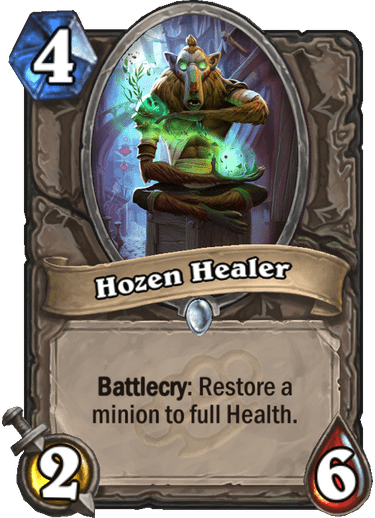 4
Hozen Healer
Battlecry: Restore a
minion to full Health.
2
6